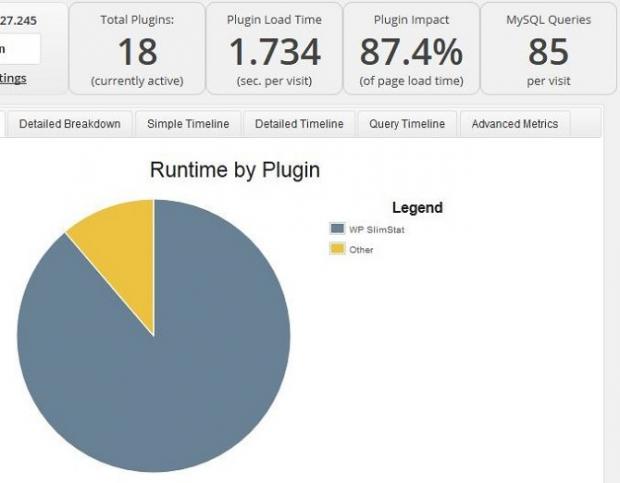 27.245
n
tings
Total Plugins:
18
(currently active)
Plugin Load Time
1.734
(sec. per visit)
Plugin Impact
87.4%
(of page load time)
MySQL Queries
85
per visit
Detailed Breakdown
Simple Timeline
Detailed Timeline
Query Timeline
Advanced Metrics
Runtime by Plugin
Legend
WP SlimStat
Other